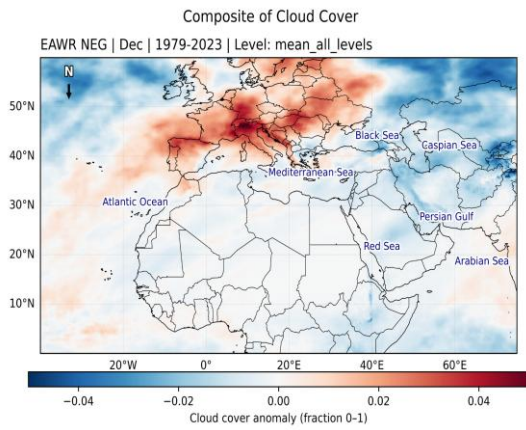 Composite of Cloud Cover
EAWR NEG | Dec | 1979-2023 | Level: mean_all_levels
N
50°N
40°N
30°N
20°N
10°N
Black Sea
Caspian Sea
Mediterranean Sea
Atlantic Ocean
Persian Gulf
Red Sea
Arabian Sea
20°W
0°
20°E
40°E
60°E
−0.04
−0.02
0.00
0.02
0.04
Cloud cover anomaly (fraction 0–1)